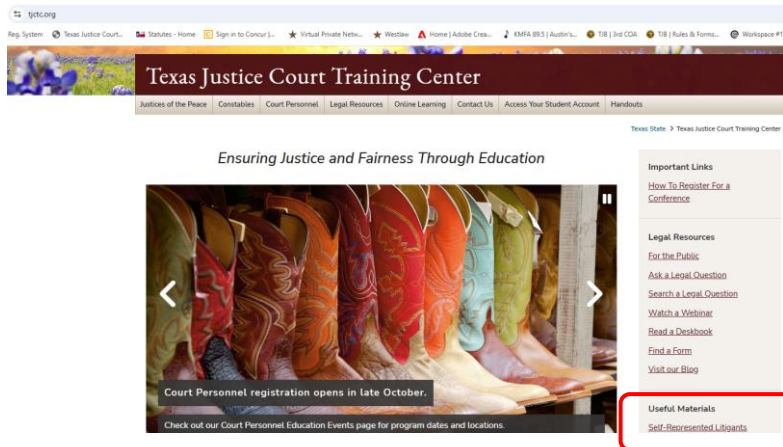 tjctc.org
Reg. System
Texas Justice Court...
Statutes - Home
Sign in to Concur |...
Virtual Private Netw...
Westlaw
Home | Adobe Crea...
KMFA 89.5 | Austin's...
TJB | 3rd COA
TJB | Rules & Forms...
Workspace #1
Texas Justice Court Training Center
Justices of the Peace
Constables
Court Personnel
Legal Resources
Online Learning
Contact Us
Access Your Student Account
Handouts
Texas State > Texas Justice Court Training Center
Ensuring Justice and Fairness Through Education
Court Personnel registration opens in late October.
Check out our Court Personnel Education Events page for program dates and locations.
Important Links
How To Register For a
Conference
Legal Resources
For the Public
Ask a Legal Question
Search a Legal Question
Watch a Webinar
Read a Deskbook
Find a Form
Visit our Blog
Useful Materials
Self-Represented Litigants